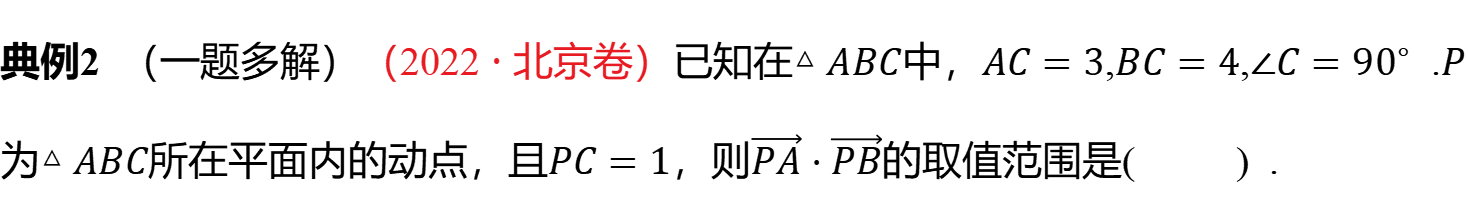 典例2 （一题多解）（2022 · 北京卷）已知在△ ABC中，AC = 3,BC = 4,∠C = 90° .P
为△ ABC所在平面内的动点，且PC = 1，则$\overrightarrow{PA}$ · $\overrightarrow{PB}$的取值范围是(　　) .